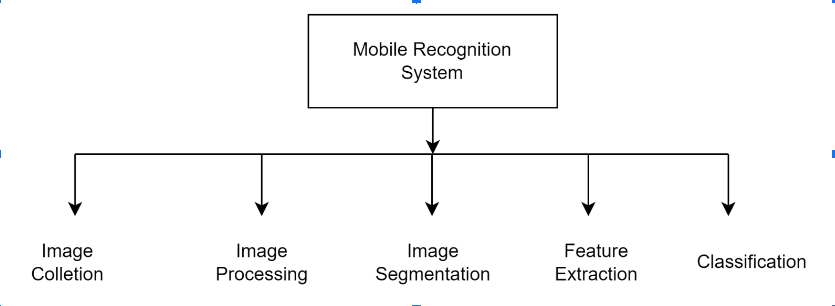 Mobile Recognition
System
Image
Colletion
Image
Processing
Image
Segmentation
Feature
Extraction
Classification